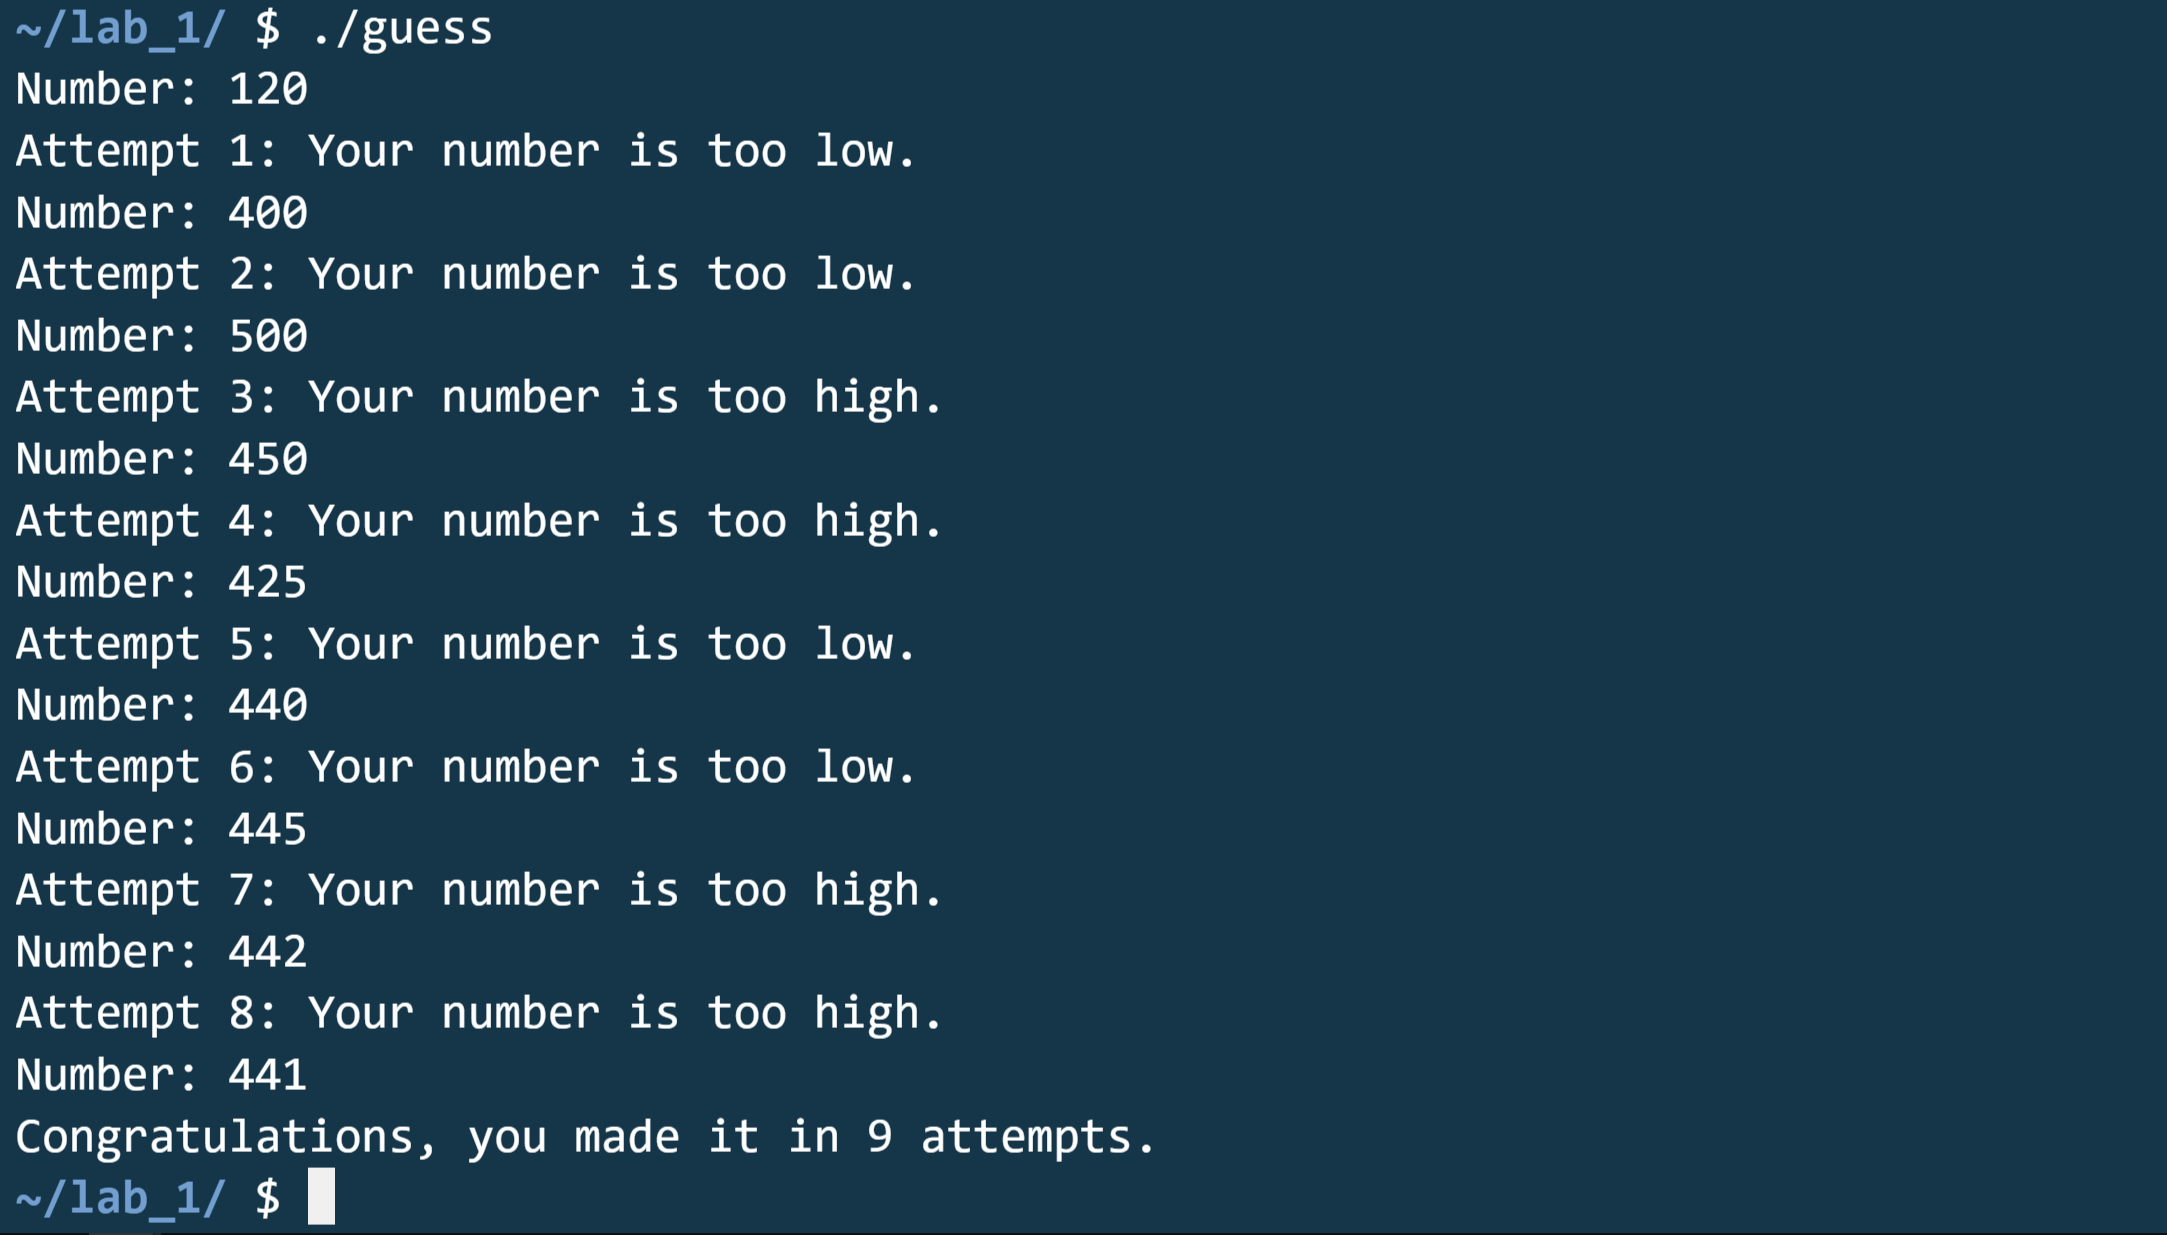 ~/lab_1/ $ ./guess
Number: 120
Attempt 1: Your number is too low.
Number: 400
Attempt 2: Your number is too low.
Number: 500
Attempt 3: Your number is too high.
Number: 450
Attempt 4: Your number is too high.
Number: 425
Attempt 5: Your number is too low.
Number: 440
Attempt 6: Your number is too low.
Number: 445
Attempt 7: Your number is too high.
Number: 442
Attempt 8: Your number is too high.
Number: 441
Congratulations, you made it in 9 attempts.
~/lab_1/ $